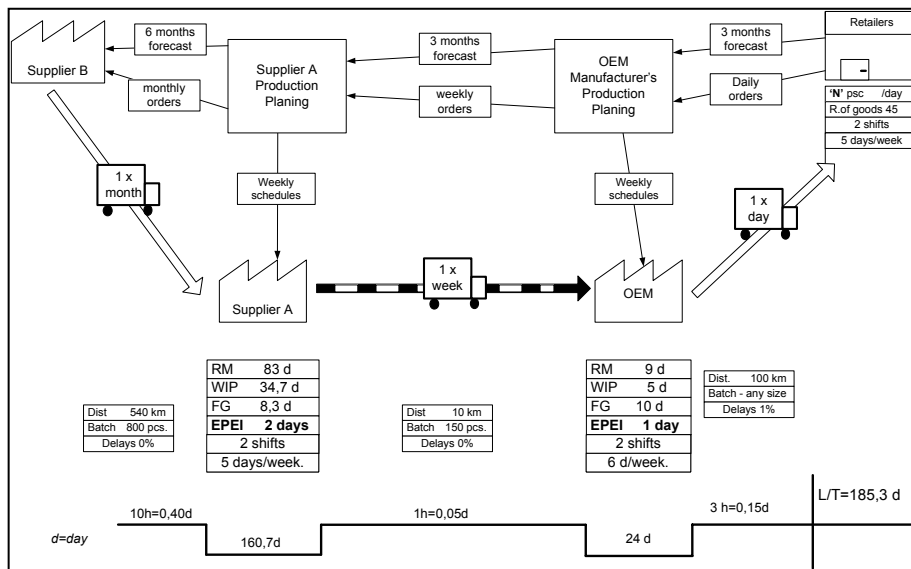 Supplier B
6 months
forecast
monthly
orders
Supplier A
Production
Planing
3 months
forecast
weekly
orders
OEM
Manufacturer's
Production
Planing
3 months
forecast
Daily
orders
Retailers
'N' psc /day
R.of goods 45
2 shifts
5 days/week
1 x
month
Weekly
schedules
Weekly
schedules
1 x
day
Supplier A
1 x
week
OEM
Dist 540 km
Batch 800 pcs.
Delays 0%
RM 83 d
WIP 34,7 d
FG 8,3 d
EPEI 2 days
2 shifts
5 days/week.
Dist 10 km
Batch 150 pcs.
Delays 0%
RM 9 d
WIP 5 d
FG 10 d
EPEI 1 day
2 shifts
6 d/week.
Dist. 100 km
Batch - any size
Delays 1%
d=day
10h=0,40d
160,7d
1h=0,05d
24 d
3 h=0,15d
L/T=185,3 d